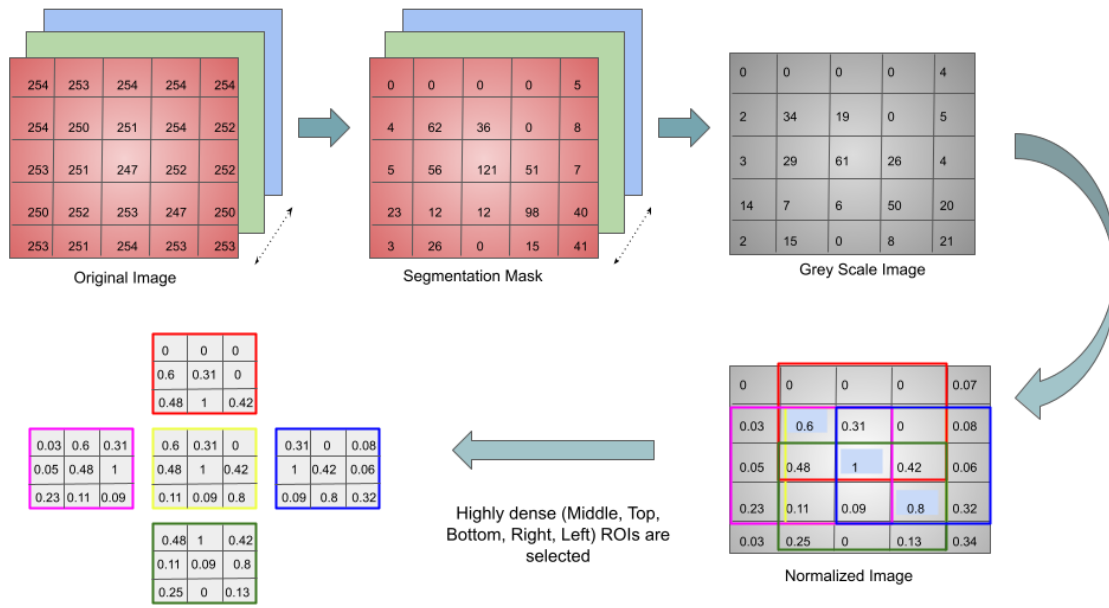 254 253 254 254 254
254 250 251 254 252
253 251 247 252 252
250 252 253 247 250
253 251 254 253 253
Original Image
0 0 0 0 5
4 62 36 0 8
5 56 121 51 7
23 12 12 98 40
3 26 0 15 41
Segmentation Mask
0 0 0 0 4
2 34 19 0 5
3 29 61 26 4
14 7 6 50 20
2 15 0 8 21
Grey Scale Image
0 0 0 0 0.07
0.03 0.6 0.31 0 0.08
0.05 0.48 1 0.42 0.06
0.23 0.11 0.09 0.8 0.32
0.03 0.25 0 0.13 0.34
Normalized Image
Highly dense (Middle, Top,
Bottom, Right, Left) ROIs are
selected
0 0 0
0.6 0.31 0
0.48 1 0.42
0.03 0.6 0.31
0.05 0.48 1
0.23 0.11 0.09
0.6 0.31 0
0.48 1 0.42
0.11 0.09 0.8
0.31 0 0.08
1 0.42 0.06
0.09 0.8 0.32
0.48 1 0.42
0.11 0.09 0.8
0.25 0 0.13